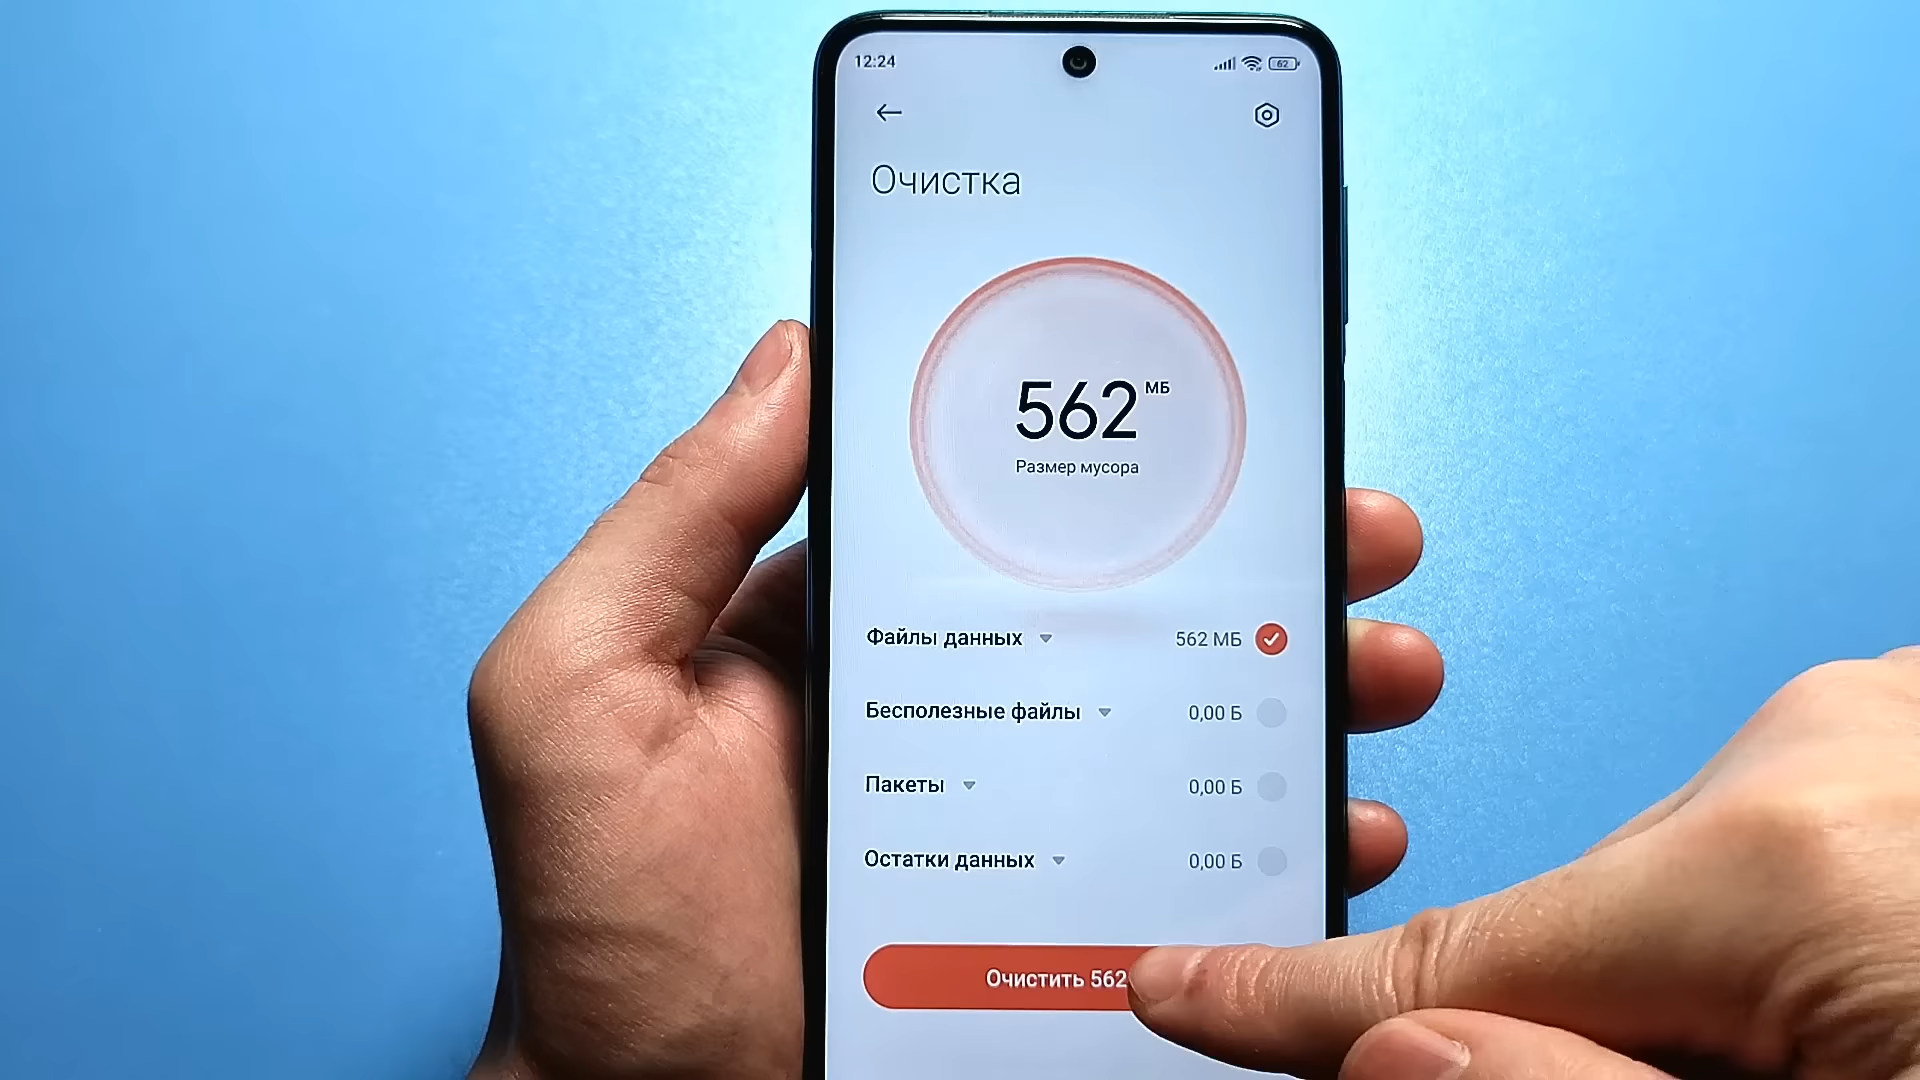 12:24
62
Очистка
562 МБ
Размер мусора
Файлы данных 562 МБ
Бесполезные файлы 0,00 Б
Пакеты 0,00 Б
Остатки данных 0,00 Б
Очистить 562